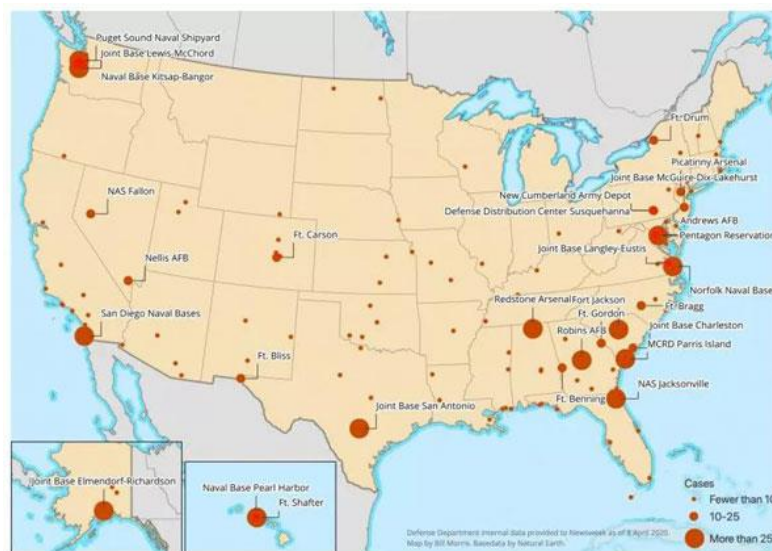 Puget Sound Naval Shipyard
Joint Base Lewis-McChord
Naval Base Kitsap-Bangor
Ft. Drum
Picatinny Arsenal
Joint Base McGuire-Dix-Lakehurst
NAS Fallon
New Cumberland Army Depot
Defense Distribution Center Susquehanna
Andrews AFB
Pentagon Reservation
Ft. Carson
Joint Base Langley-Eustis
Nellis AFB
Norfolk Naval Base
Redstone Arsenal
Fort Jackson
Ft. Bragg
San Diego Naval Bases
Ft. Gordon
Joint Base Charleston
Robins AFB
MCRD Parris Island
Ft. Bliss
NAS Jacksonville
Ft. Benning
Joint Base San Antonio
Joint Base Elmendorf-Richardson
Naval Base Pearl Harbor
Ft. Shafter
Cases
Fewer than 10
10-25
More than 25
Defense Department internal data provided to Newsweek as of 8 April 2020.
Map by Bill Morris. Basedata by Natural Earth.